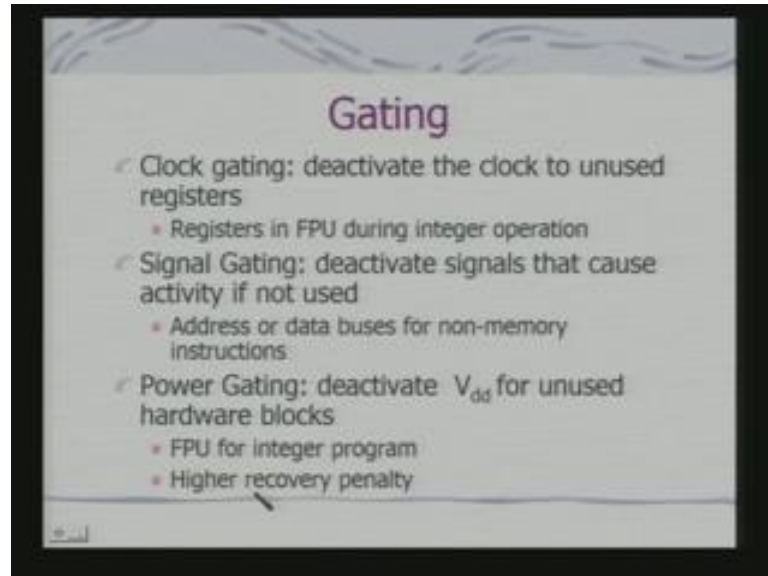 Gating
Clock gating: deactivate the clock to unused
registers
Registers in FPU during integer operation
Signal Gating: deactivate signals that cause
activity if not used
Address or data buses for non-memory
instructions
Power Gating: deactivate Vdd for unused
hardware blocks
FPU for integer program
Higher recovery penalty